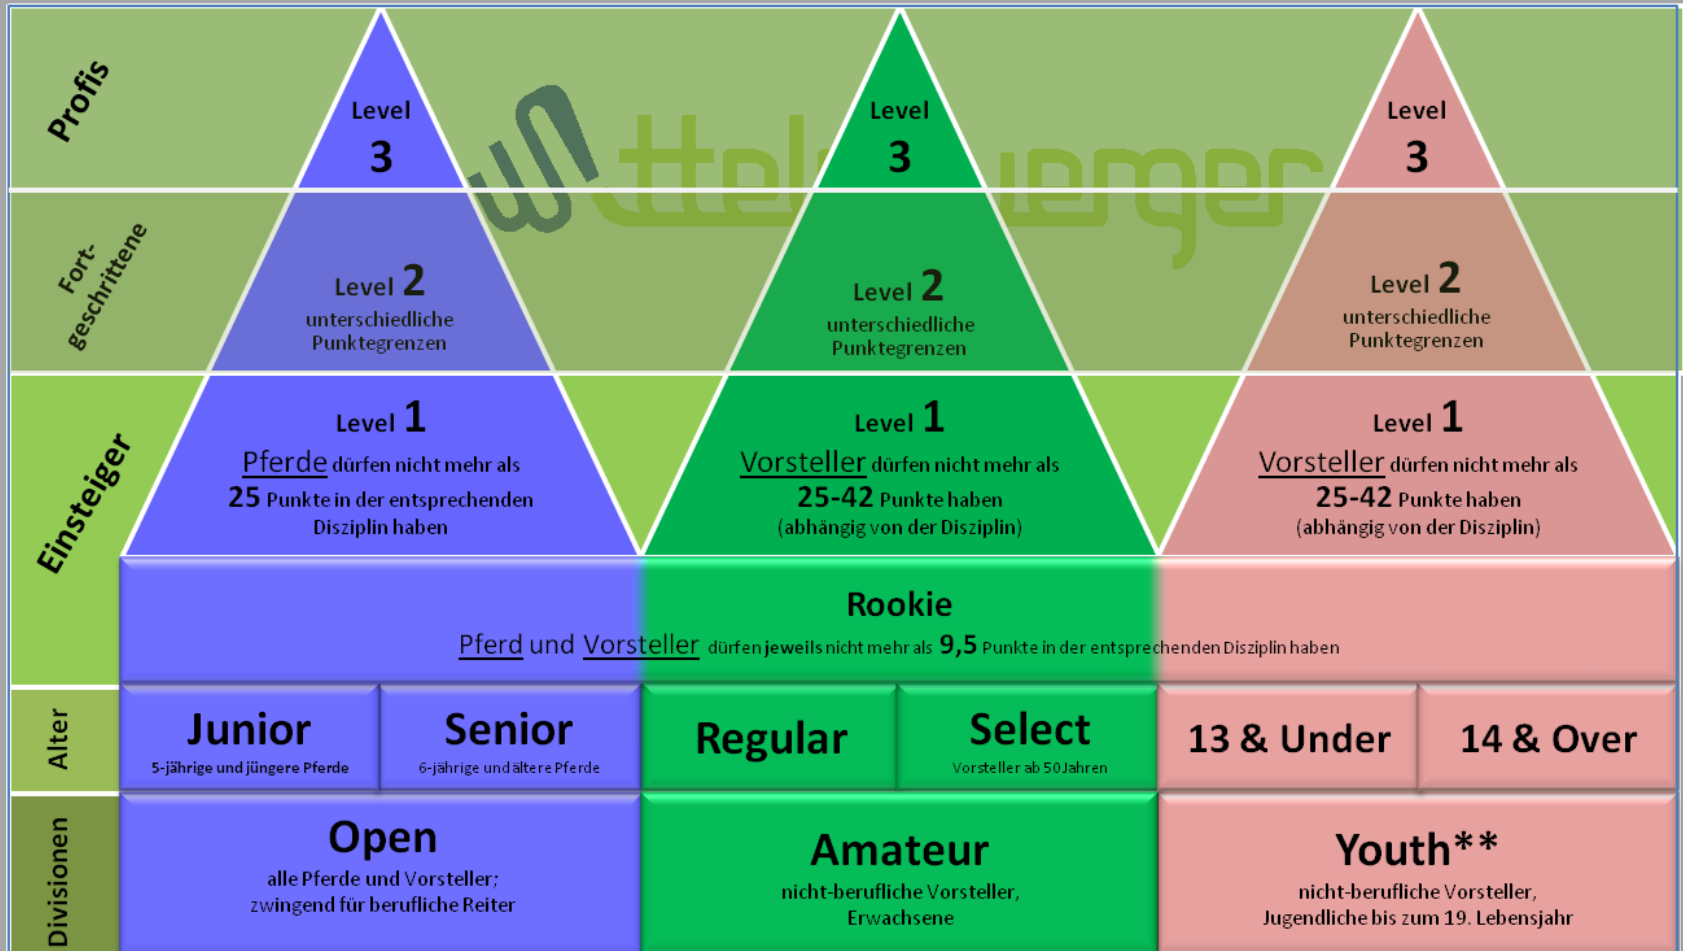 Profis
Level
3
Level
3
Level
3
Fort-
geschrittene
Level 2
unterschiedliche
Punktegrenzen
Level 2
unterschiedliche
Punktegrenzen
Level 2
unterschiedliche
Punktegrenzen
Einsteiger
Level 1
Pferde dürfen nicht mehr als
25 Punkte in der entsprechenden
Disziplin haben
Level 1
Vorsteller dürfen nicht mehr als
25-42 Punkte haben
(abhängig von der Disziplin)
Level 1
Vorsteller dürfen nicht mehr als
25-42 Punkte haben
(abhängig von der Disziplin)
Rookie
Pferd und Vorsteller dürfen jeweils nicht mehr als 9,5 Punkte in der entsprechenden Disziplin haben
Alter
Junior
5-jährige und jüngere Pferde
Senior
6-jährige und ältere Pferde
Regular
Select
Vorsteller ab 50 Jahren
13 & Under
14 & Over
Divisionen
Open
alle Pferde und Vorsteller;
zwingend für berufliche Reiter
Amateur
nicht-berufliche Vorsteller,
Erwachsene
Youth**
nicht-berufliche Vorsteller,
Jugendliche bis zum 19. Lebensjahr